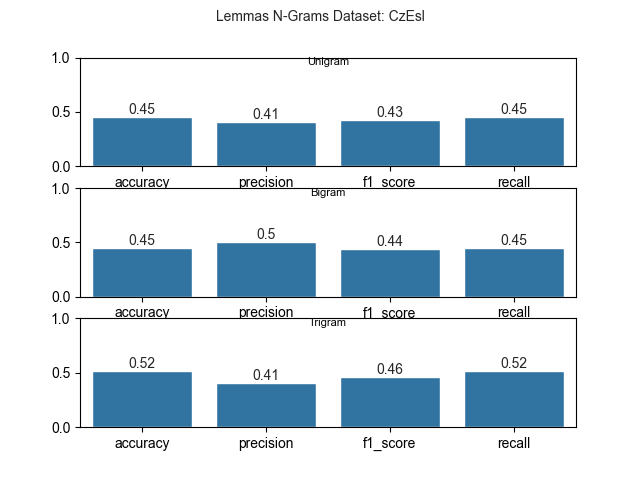 Lemmas N-Grams Dataset: CzEsl
Unigram
1.0
0.5
0.0
0.45 0.41 0.43 0.45
accuracy precision f1_score recall
Bigram
1.0
0.5
0.0
0.45 0.5 0.44 0.45
accuracy precision f1_score recall
Trigram
1.0
0.5
0.0
0.52 0.41 0.46 0.52
accuracy precision f1_score recall